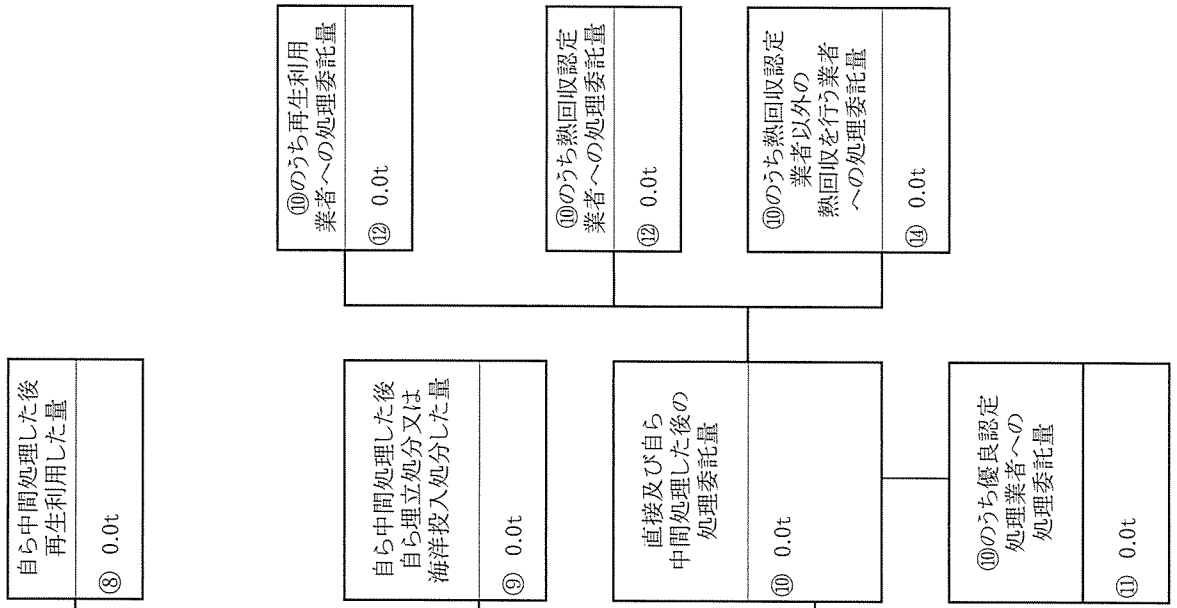 自ら中間処理した後
再生利用した量
⑧ 0.0t
自ら中間処理した後
自ら埋立処分又は
海洋投入処分した量
⑨ 0.0t
直接及び自ら
中間処理した後の
処理委託量
⑩ 0.0t
⑩のうち優良認定
処理業者への
処理委託量
⑪ 0.0t
⑩のうち再生利用
業者への処理委託量
⑫ 0.0t
⑩のうち熱回収認定
業者への処理委託量
⑫ 0.0t
⑩のうち熱回収認定
業者以外の
熱回収を行う業者
への処理委託量
⑭ 0.0t